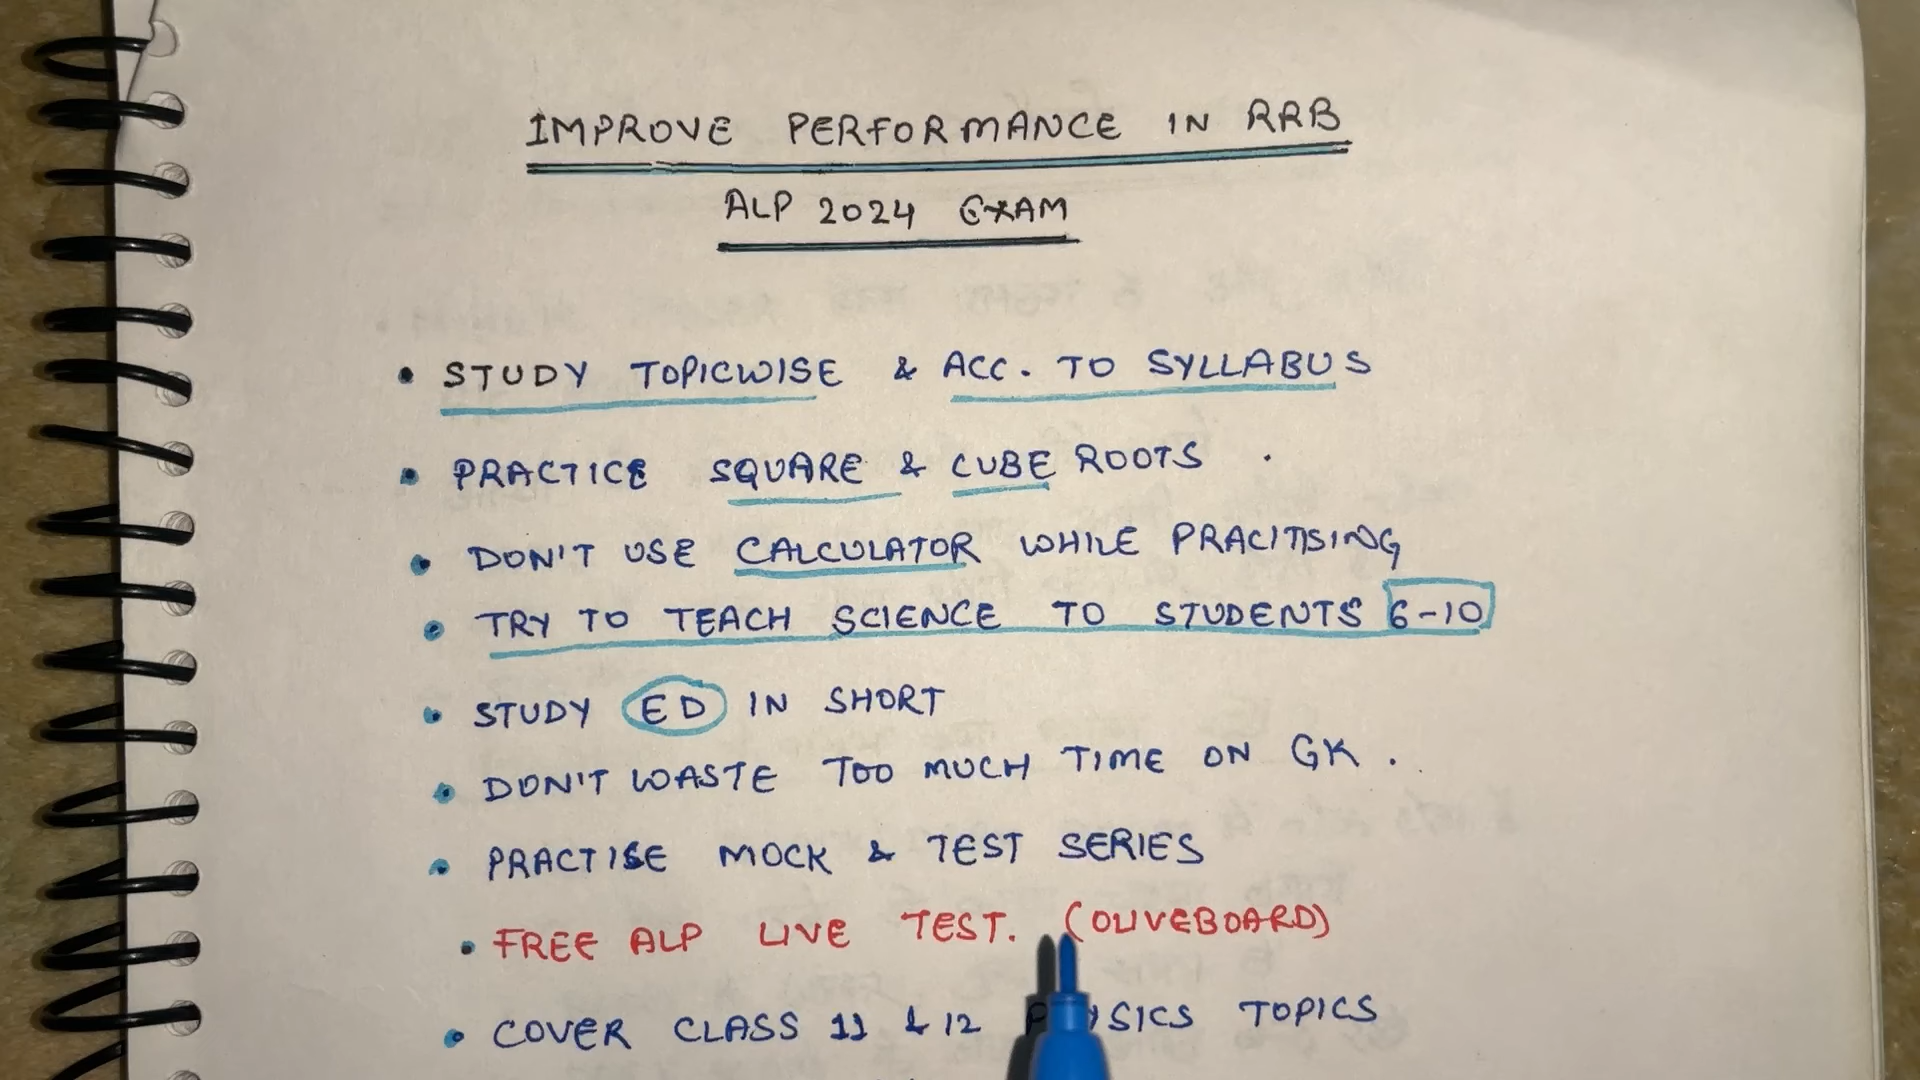 IMPROVE PERFORMANCE IN RRB
ALP 2024 EXAM
• STUDY TOPICWISE & ACC. TO SYLLABUS
• PRACTICE SQUARE & CUBE ROOTS .
• DON'T USE CALCULATOR WHILE PRACITISING
• TRY TO TEACH SCIENCE TO STUDENTS 6-10
• STUDY ED IN SHORT
• DON'T WASTE TOO MUCH TIME ON GK .
• PRACTISE MOCK & TEST SERIES
• FREE ALP LIVE TEST. (OLIVEBOARD)
• COVER CLASS 11 & 12 TOPICS